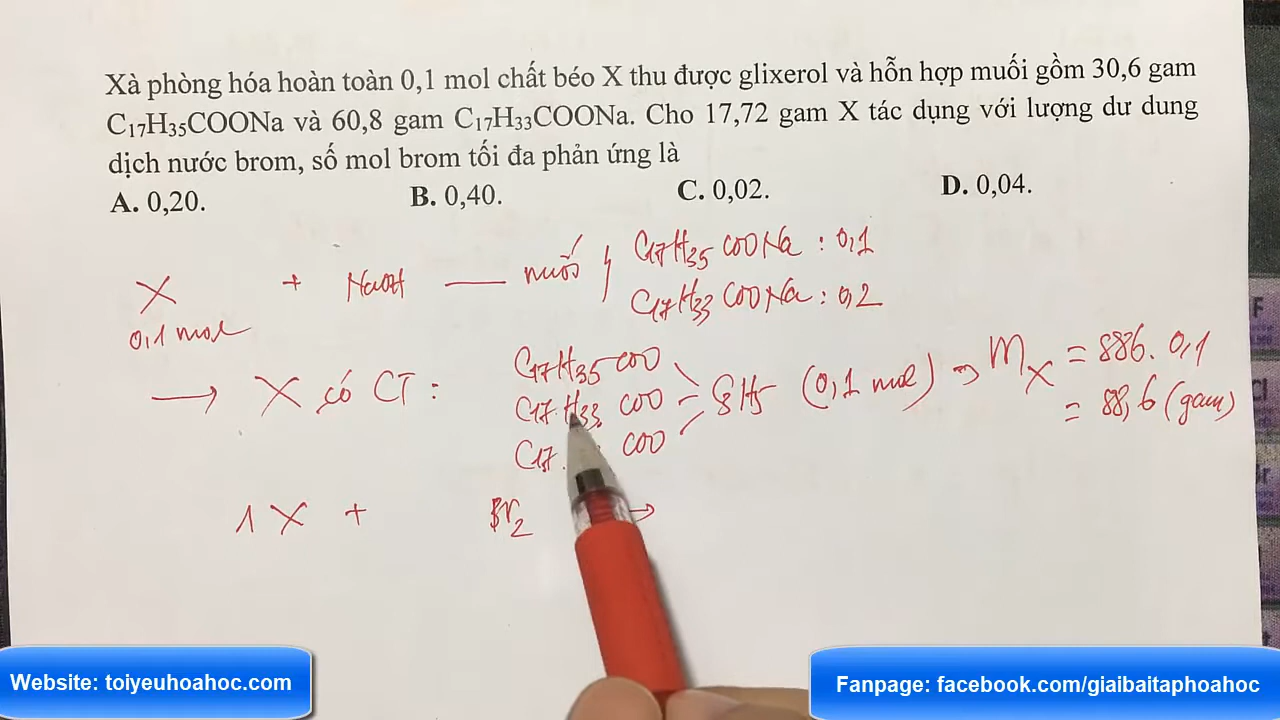 Xà phòng hóa hoàn toàn 0,1 mol chất béo X thu được glixerol và hỗn hợp muối gồm 30,6 gam
C₁₇H₃₅COONa và 60,8 gam C₁₇H₃₃COONa. Cho 17,72 gam X tác dụng với lượng dư dung
dịch nước brom, số mol brom tối đa phản ứng là
A. 0,20. B. 0,40. C. 0,02. D. 0,04.
X + NaOH — muối { C₁₇H₃₅COONa : 0,1
C₁₇H₃₃COONa : 0,2
0,1 mol
→ X có CT :
C₁₇H₃₅COO
C₁₇H₃₃COO
C₁₇ COO
C₃H₅ (0,1 mol) => mX = 886. 0,1
= 88,6 (gam)
1 X + Br₂ →
Website: toiyeuhoahoc.com
Fanpage: facebook.com/giaibaitaphoahoc